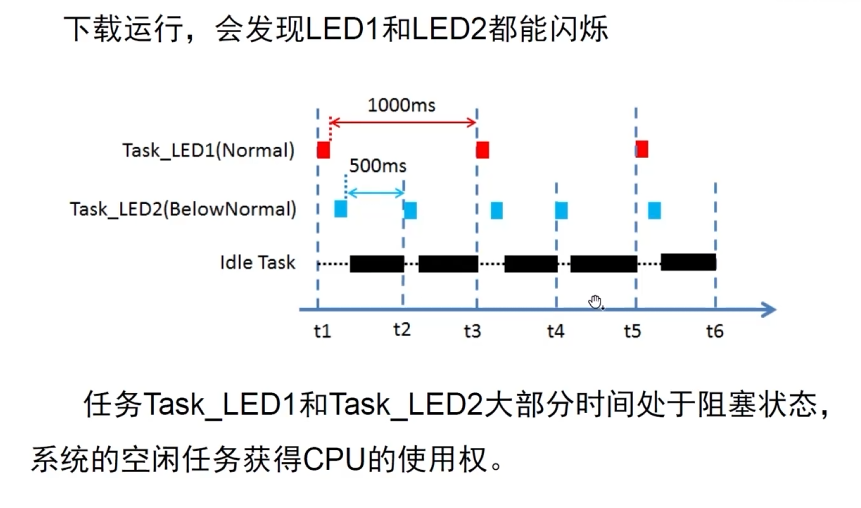 下载运行，会发现LED1和LED2都能闪烁
1000ms
Task_LED1(Normal)
500ms
Task_LED2(BelowNormal)
Idle Task
t1 t2 t3 t4 t5 t6
任务Task_LED1和Task_LED2大部分时间处于阻塞状态，
系统的空闲任务获得CPU的使用权。